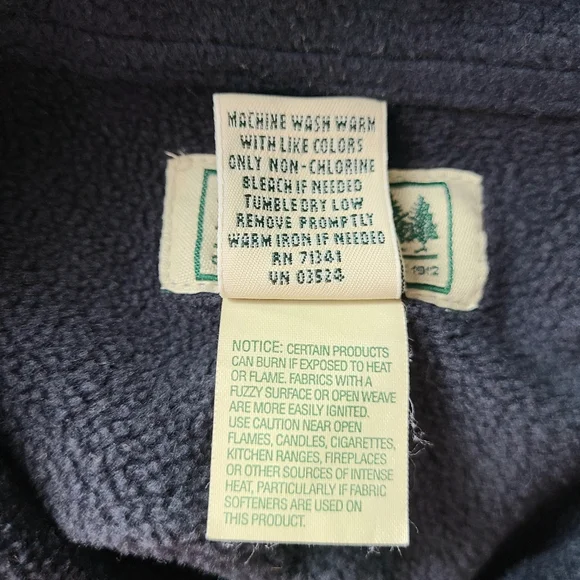 MACHINE WASH WARM
WITH LIKE COLORS
ONLY NON-CHLORINE
BLEACH IF NEEDED
TUMBLE DRY LOW
REMOVE PROMPTLY
WARM IRON IF NEEDED
RN 71341
VN 03524
1912
NOTICE: CERTAIN PRODUCTS
CAN BURN IF EXPOSED TO HEAT
OR FLAME. FABRICS WITH A
FUZZY SURFACE OR OPEN WEAVE
ARE MORE EASILY IGNITED.
USE CAUTION NEAR OPEN
FLAMES, CANDLES, CIGARETTES,
KITCHEN RANGES, FIREPLACES
OR OTHER SOURCES OF INTENSE
HEAT, PARTICULARLY IF FABRIC
SOFTENERS ARE USED ON
THIS PRODUCT.